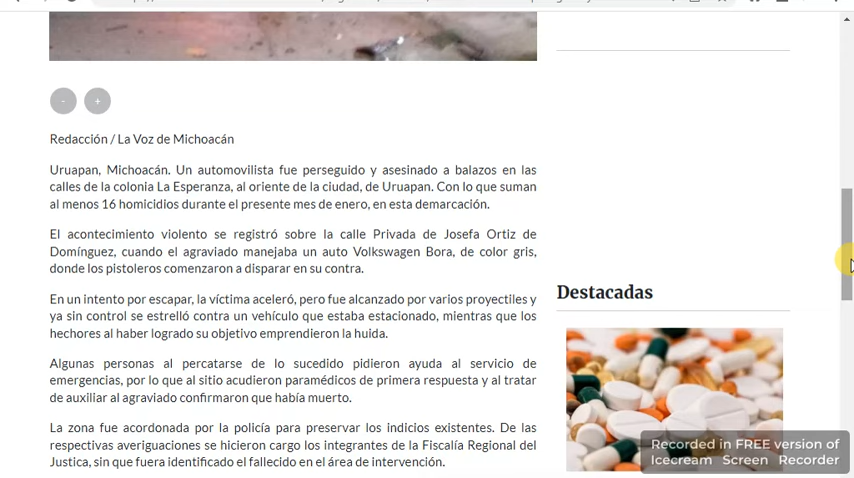 -
+
Redacción / La Voz de Michoacán
Uruapan, Michoacán. Un automovilista fue perseguido y asesinado a balazos en las
calles de la colonia La Esperanza, al oriente de la ciudad, de Uruapan. Con lo que suman
al menos 16 homicidios durante el presente mes de enero, en esta demarcación.
El acontecimiento violento se registró sobre la calle Privada de Josefa Ortiz de
Domínguez, cuando el agraviado manejaba un auto Volkswagen Bora, de color gris,
donde los pistoleros comenzaron a disparar en su contra.
En un intento por escapar, la víctima aceleró, pero fue alcanzado por varios proyectiles y
ya sin control se estrelló contra un vehículo que estaba estacionado, mientras que los
hechores al haber logrado su objetivo emprendieron la huida.
Algunas personas al percatarse de lo sucedido pidieron ayuda al servicio de
emergencias, por lo que al sitio acudieron paramédicos de primera respuesta y al tratar
de auxiliar al agraviado confirmaron que había muerto.
La zona fue acordonada por la policía para preservar los indicios existentes. De las
respectivas averiguaciones se hicieron cargo los integrantes de la Fiscalía Regional del
Justicia, sin que fuera identificado el fallecido en el área de intervención.
Destacadas
Recorded in FREE version of
Icecream Screen Recorder